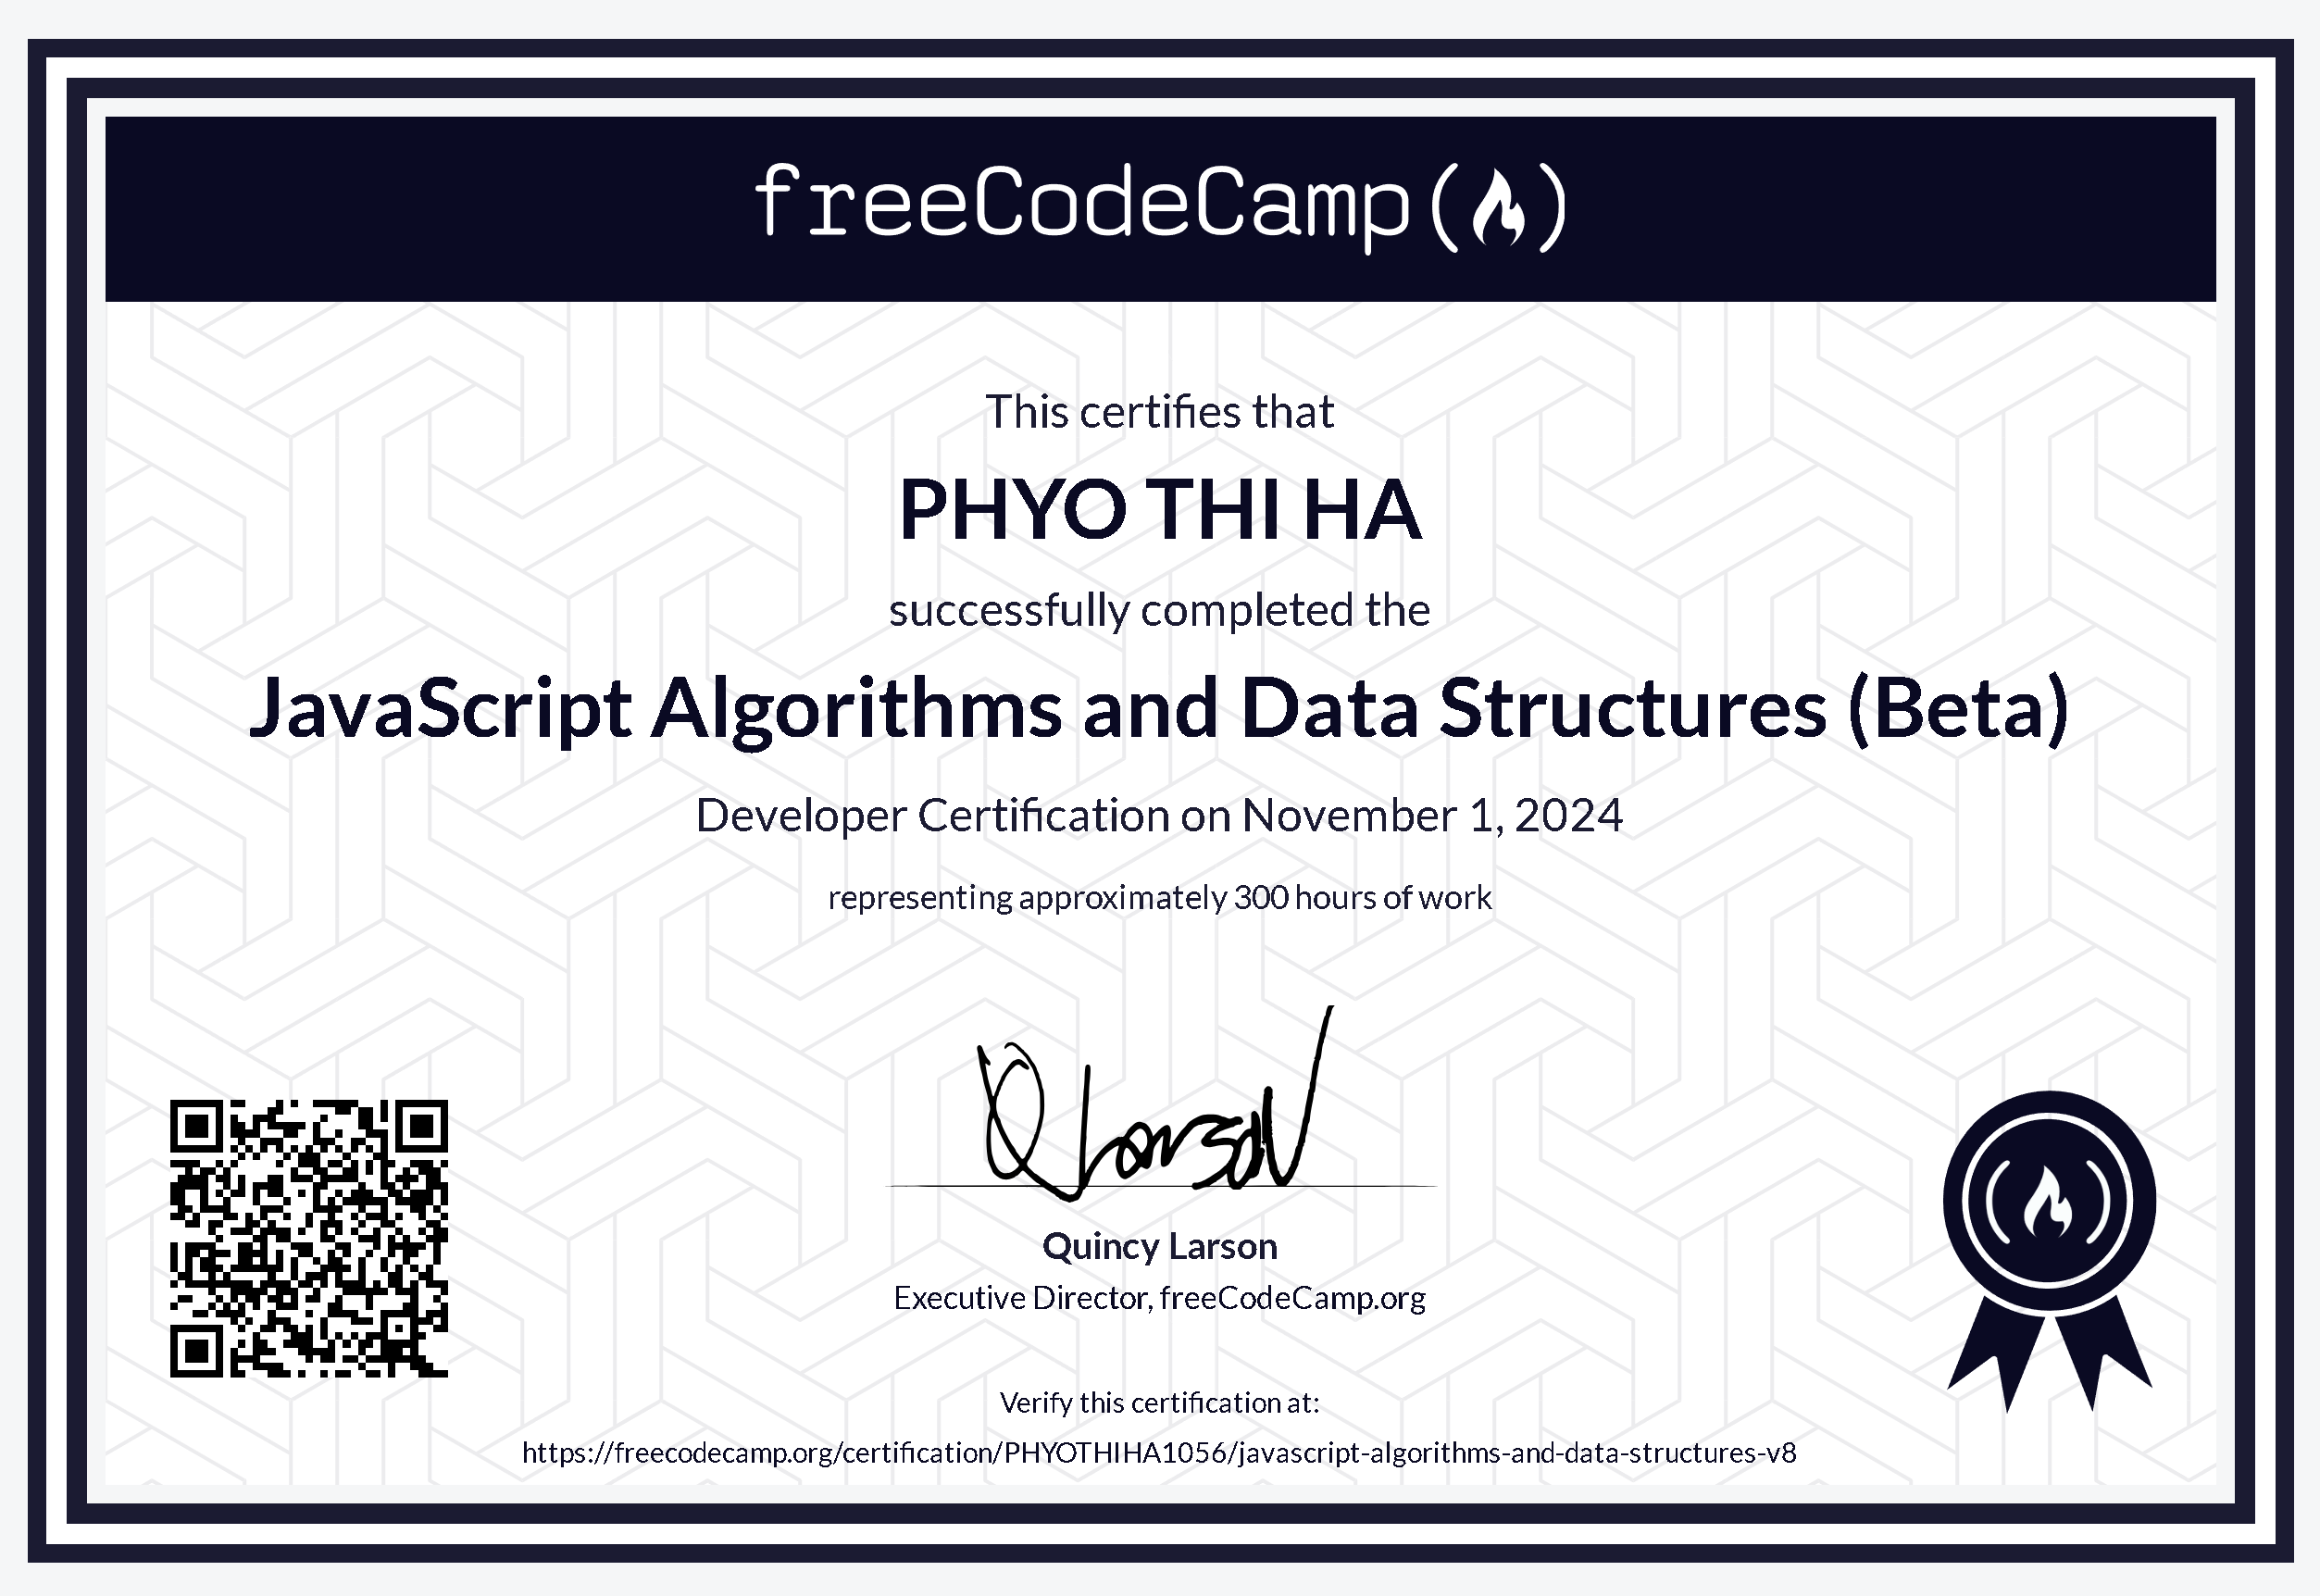 freeCodeCamp
This certifies that
PHYO THI HA
successfully completed the
JavaScript Algorithms and Data Structures (Beta)
Developer Certification on November 1, 2024
representing approximately 300 hours of work
Quincy Larson
Executive Director, freeCodeCamp.org
Verify this certification at:
https://freecodecamp.org/certification/PHYOTHIHA1056/javascript-algorithms-and-data-structures-v8